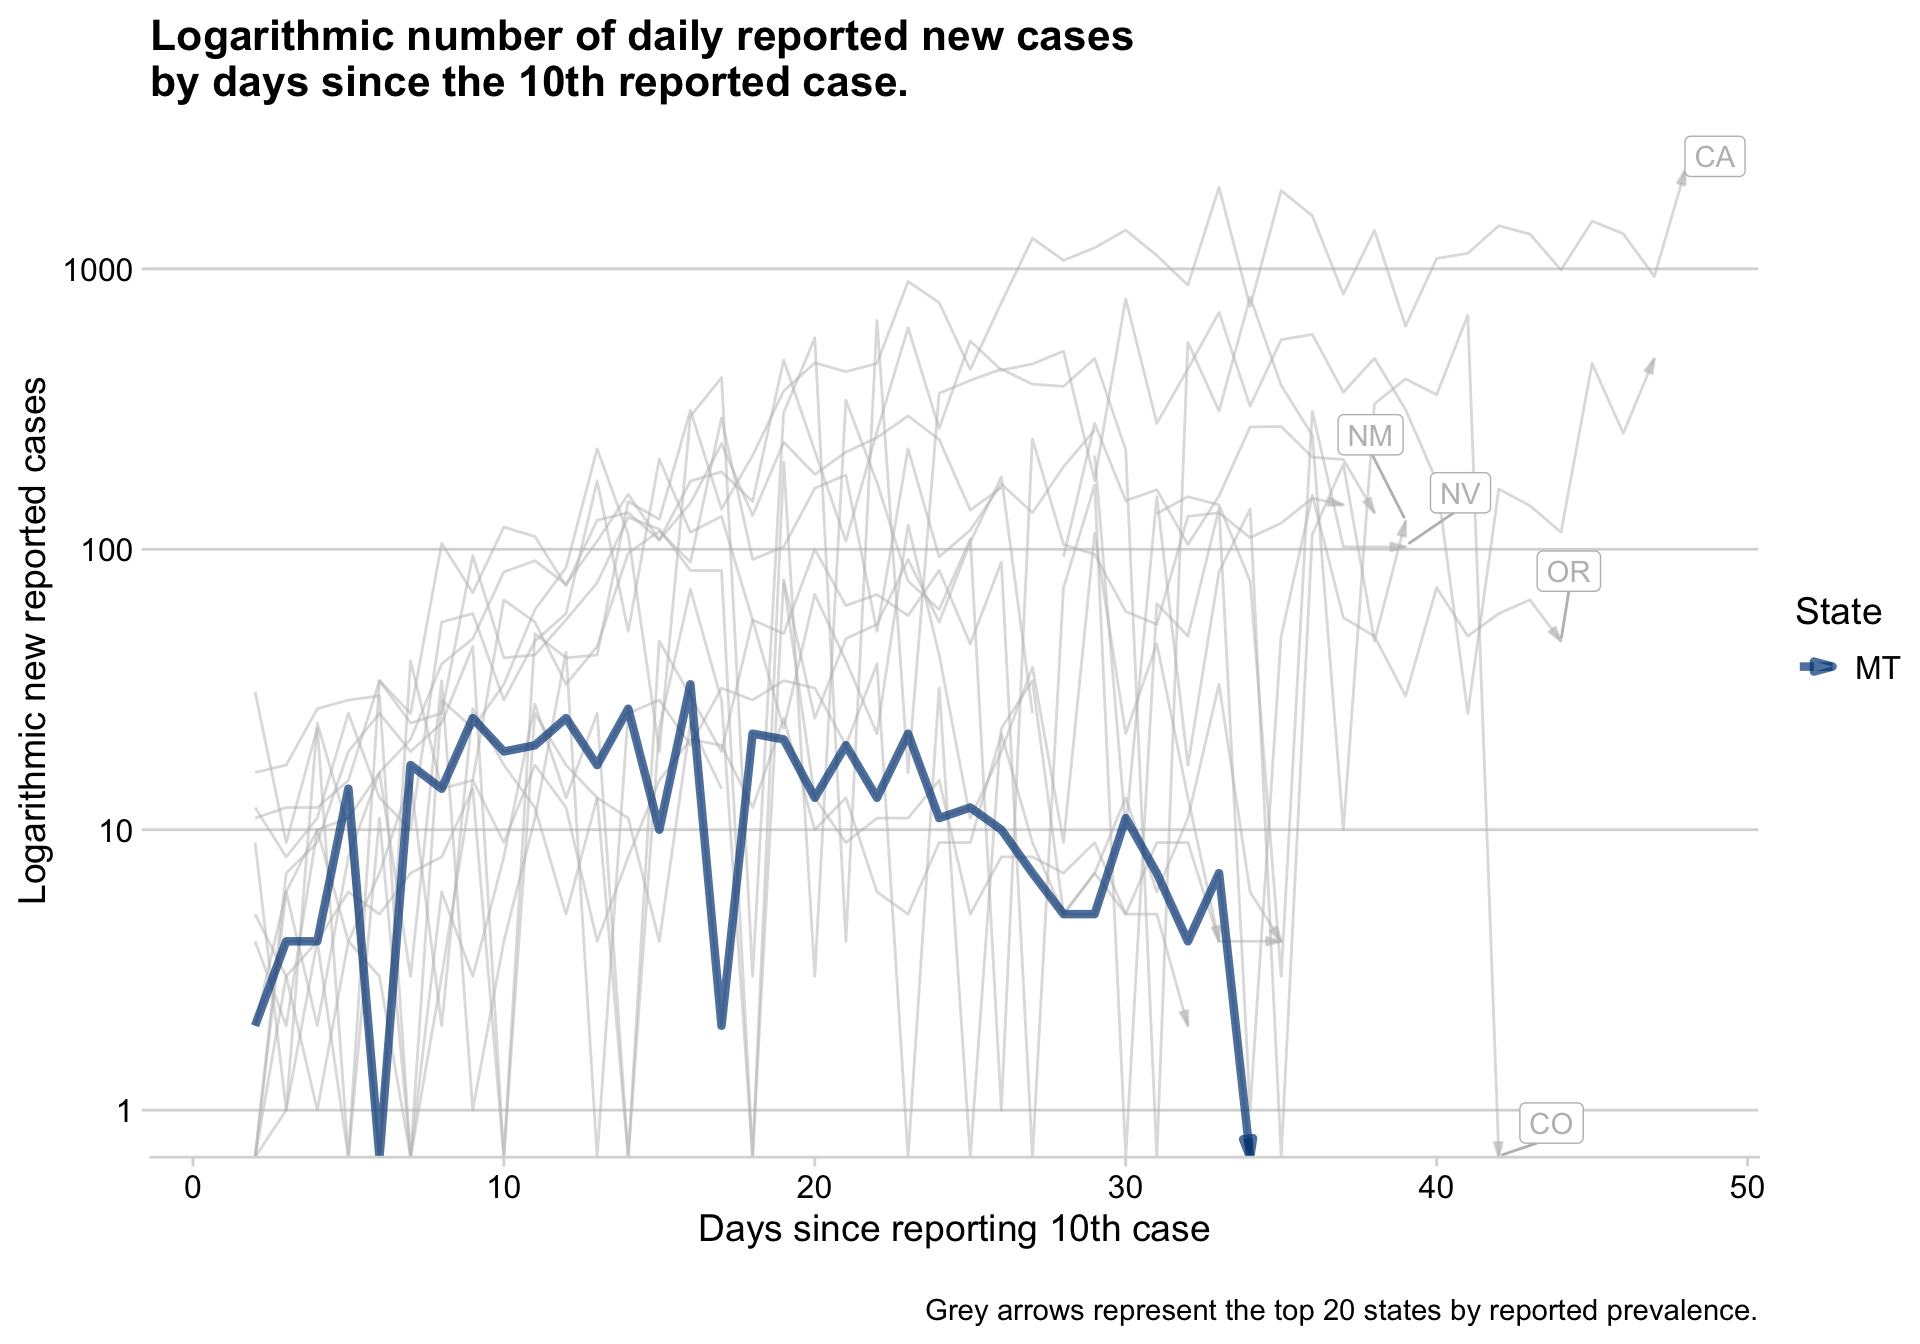 Logarithmic number of daily reported new cases
by days since the 10th reported case.
Logarithmic new reported cases
1000
100
10
1
CA
NM
NV
OR
CO
State
MT
0
10
20
30
40
50
Days since reporting 10th case
Grey arrows represent the top 20 states by reported prevalence.